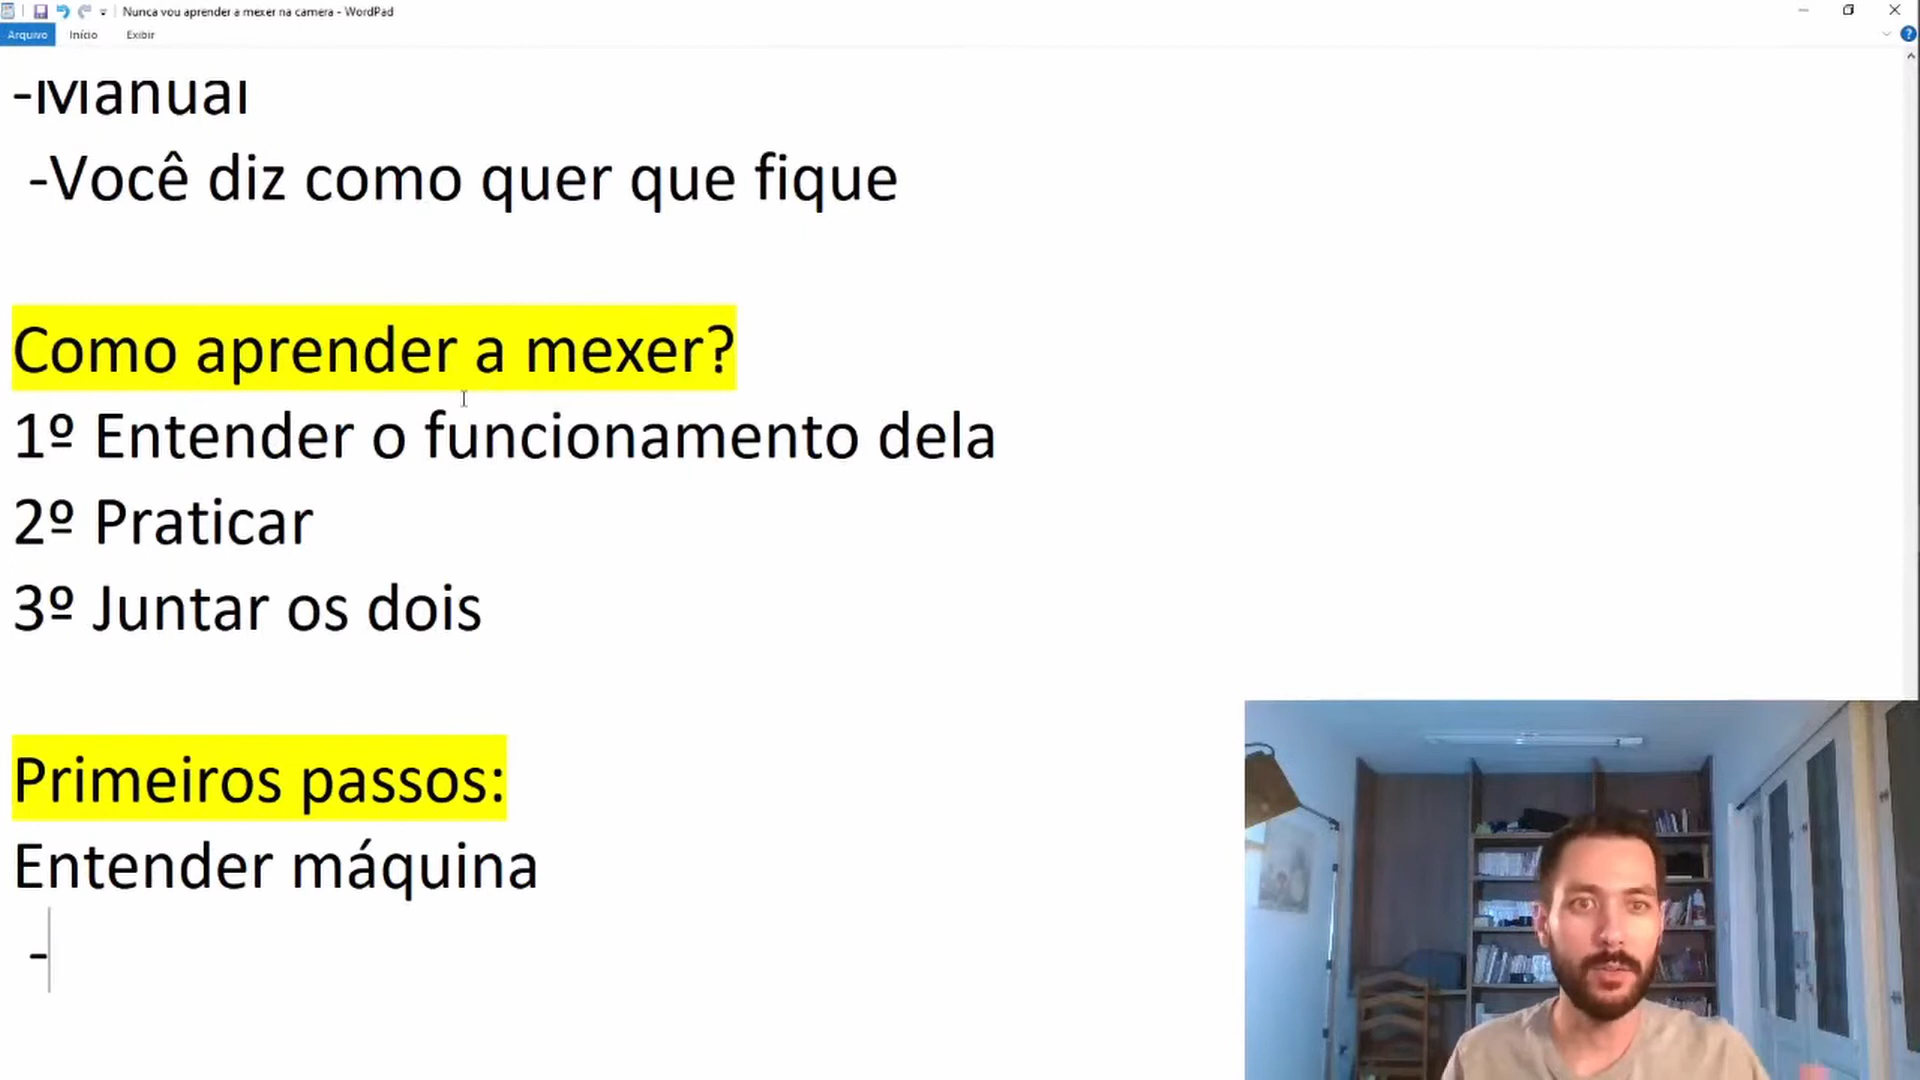 Nunca vou aprender a mexer na camera - WordPad
Arquivo Início Exibir
-Manual
-Você diz como quer que fique
Como aprender a mexer?
1º Entender o funcionamento dela
2º Praticar
3º Juntar os dois
Primeiros passos:
Entender máquina
-